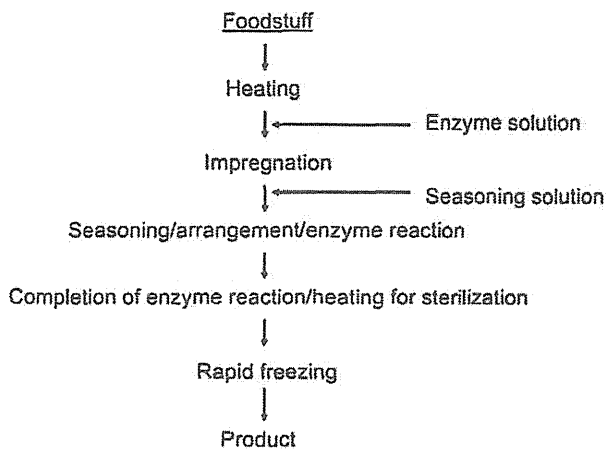 Foodstuff
Heating
Enzyme solution
Impregnation
Seasoning solution
Seasoning/arrangement/enzyme reaction
Completion of enzyme reaction/heating for sterilization
Rapid freezing
Product